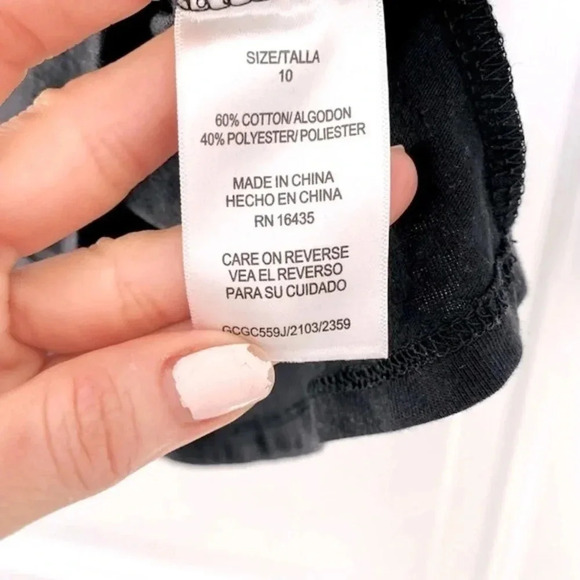 SIZE/TALLA
10
60% COTTON/ALGODON
40% POLYESTER/POLIESTER
MADE IN CHINA
HECHO EN CHINA
RN 16435
CARE ON REVERSE
VEA EL REVERSO
PARA SU CUIDADO
GCGC559J/2103/2359